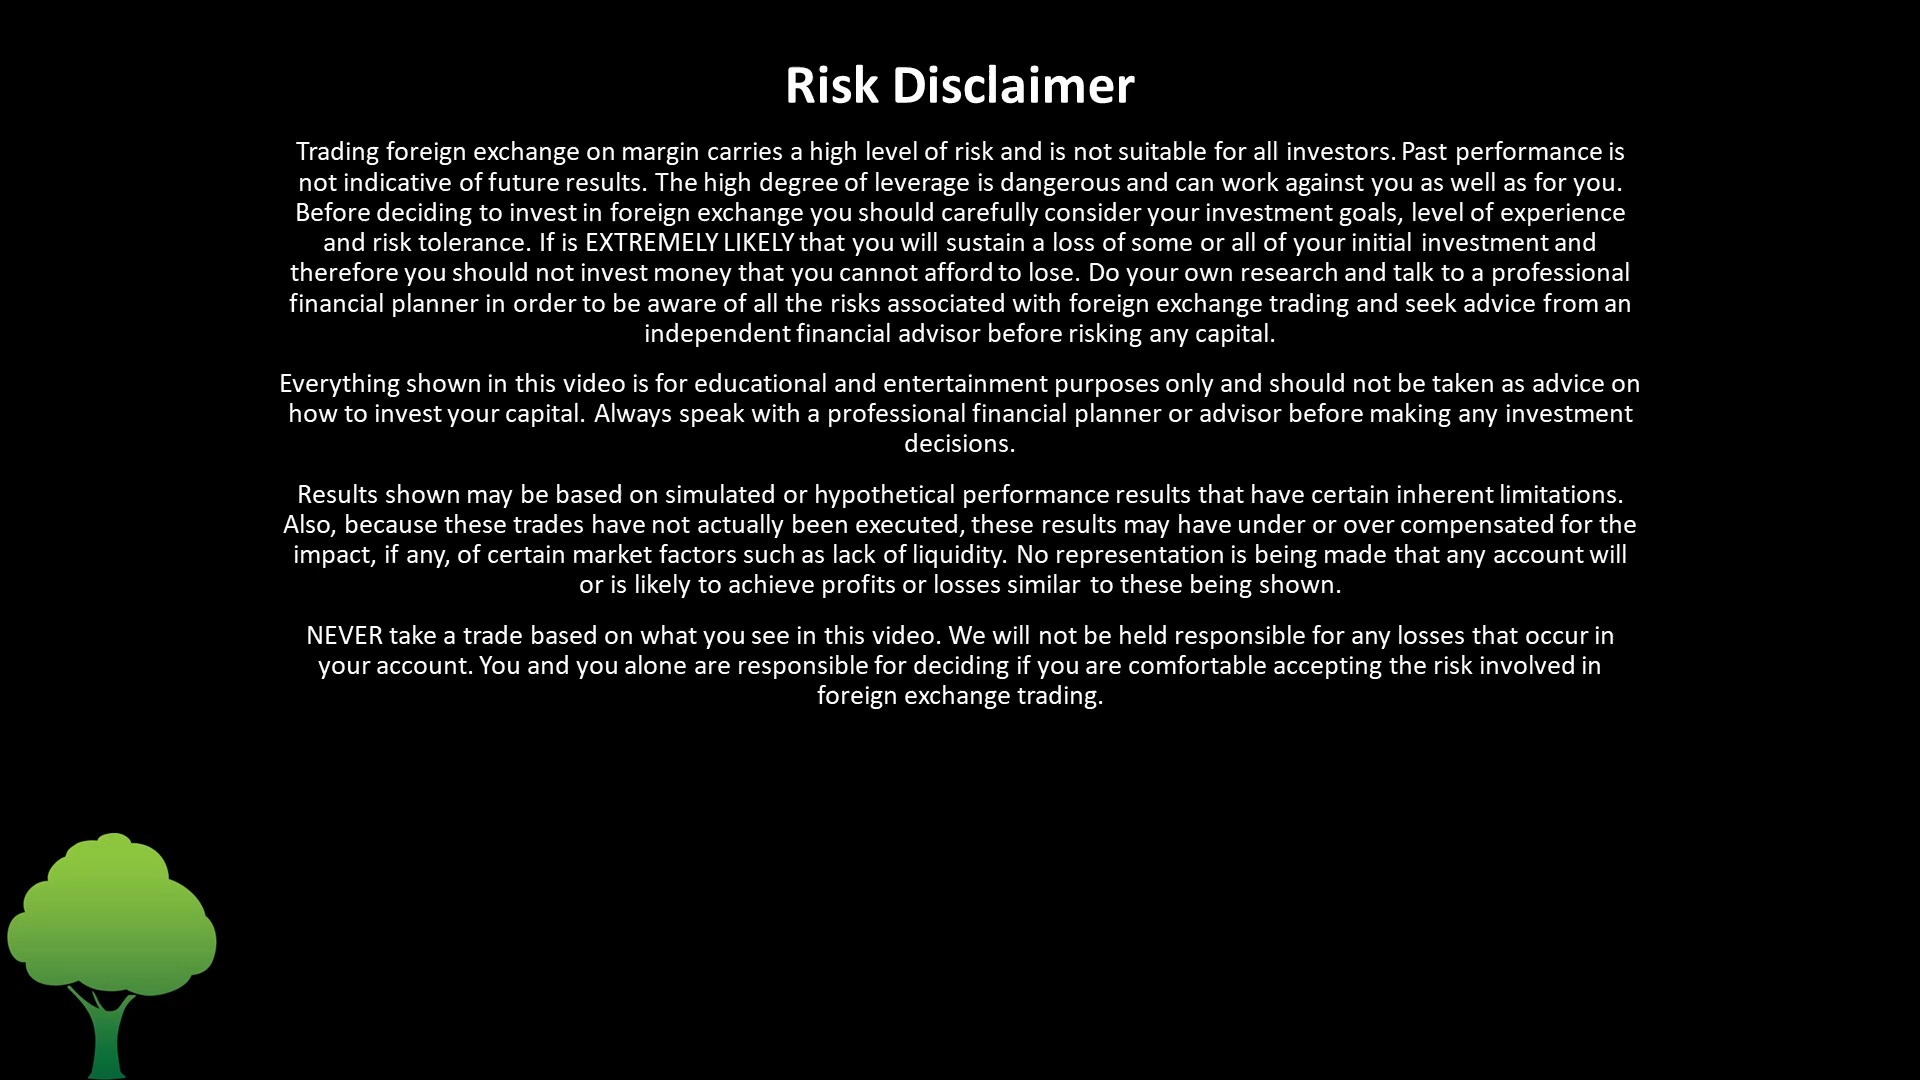 Risk Disclaimer
Trading foreign exchange on margin carries a high level of risk and is not suitable for all investors. Past performance is
not indicative of future results. The high degree of leverage is dangerous and can work against you as well as for you.
Before deciding to invest in foreign exchange you should carefully consider your investment goals, level of experience
and risk tolerance. If is EXTREMELY LIKELY that you will sustain a loss of some or all of your initial investment and
therefore you should not invest money that you cannot afford to lose. Do your own research and talk to a professional
financial planner in order to be aware of all the risks associated with foreign exchange trading and seek advice from an
independent financial advisor before risking any capital.
Everything shown in this video is for educational and entertainment purposes only and should not be taken as advice on
how to invest your capital. Always speak with a professional financial planner or advisor before making any investment
decisions.
Results shown may be based on simulated or hypothetical performance results that have certain inherent limitations.
Also, because these trades have not actually been executed, these results may have under or over compensated for the
impact, if any, of certain market factors such as lack of liquidity. No representation is being made that any account will
or is likely to achieve profits or losses similar to these being shown.
NEVER take a trade based on what you see in this video. We will not be held responsible for any losses that occur in
your account. You and you alone are responsible for deciding if you are comfortable accepting the risk involved in
foreign exchange trading.